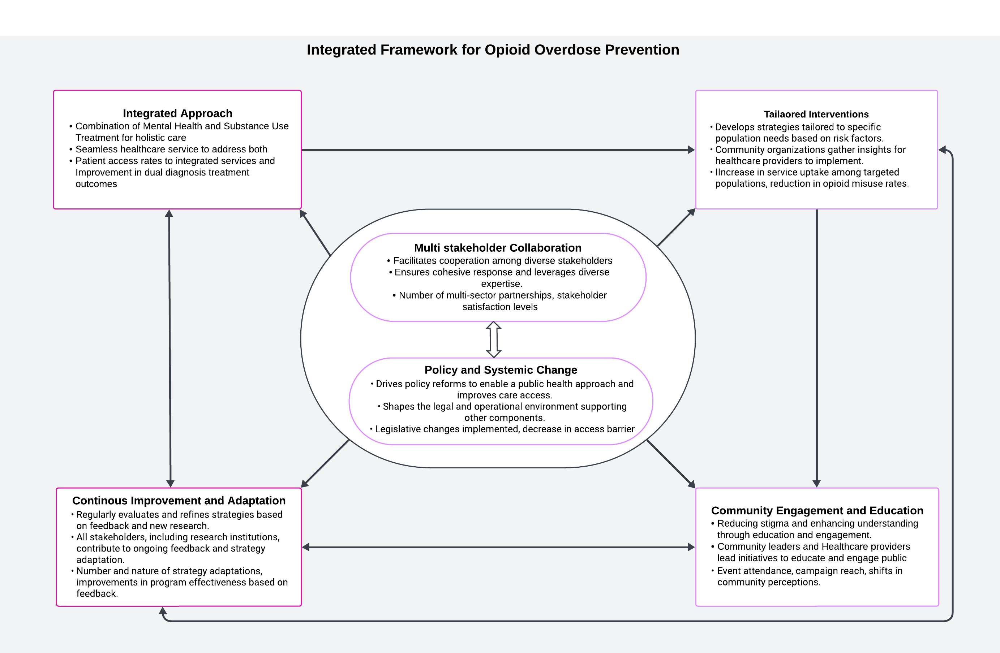 Integrated Framework for Opioid Overdose Prevention
Integrated Approach
• Combination of Mental Health and Substance Use
Treatment for holistic care
• Seamless healthcare service to address both
• Patient access rates to integrated services and
Improvement in dual diagnosis treatment
outcomes
Tailaored Interventions
• Develops strategies tailored to specific
population needs based on risk factors.
• Community organizations gather insights for
healthcare providers to implement.
• IIncrease in service uptake among targeted
populations, reduction in opioid misuse rates.
Multi stakeholder Collaboration
• Facilitates cooperation among diverse stakeholders
• Ensures cohesive response and leverages diverse
expertise.
• Number of multi-sector partnerships, stakeholder
satisfaction levels
Policy and Systemic Change
• Drives policy reforms to enable a public health approach and
improves care access.
• Shapes the legal and operational environment supporting
other components.
• Legislative changes implemented, decrease in access barrier
Continous Improvement and Adaptation
• Regularly evaluates and refines strategies based
on feedback and new research.
• All stakeholders, including research institutions,
contribute to ongoing feedback and strategy
adaptation.
• Number and nature of strategy adaptations,
improvements in program effectiveness based on
feedback.
Community Engagement and Education
• Reducing stigma and enhancing understanding
through education and engagement.
• Community leaders and Healthcare providers
lead initiatives to educate and engage public
• Event attendance, campaign reach, shifts in
community perceptions.